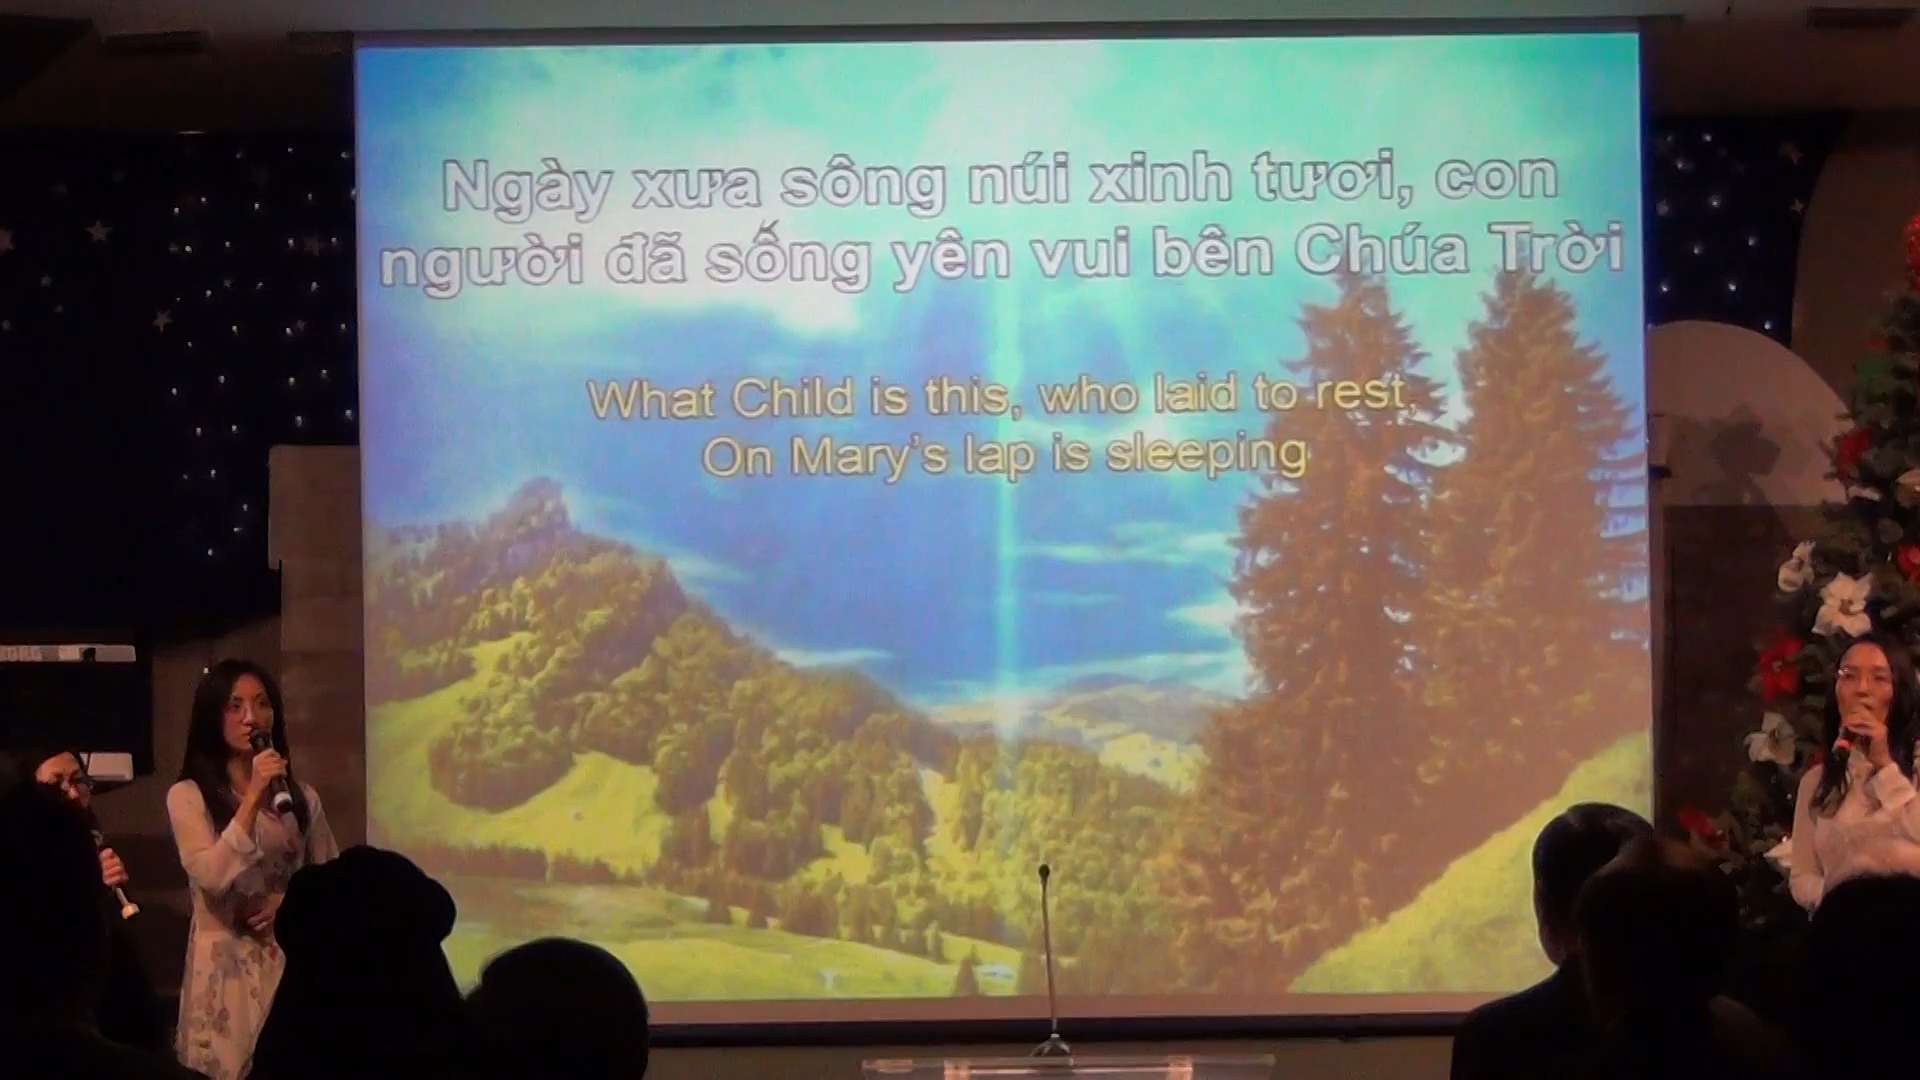 Ngày xưa sông núi xinh tươi, con
người đã sống yên vui bên Chúa Trời
What Child is this, who laid to rest,
On Mary's lap is sleeping